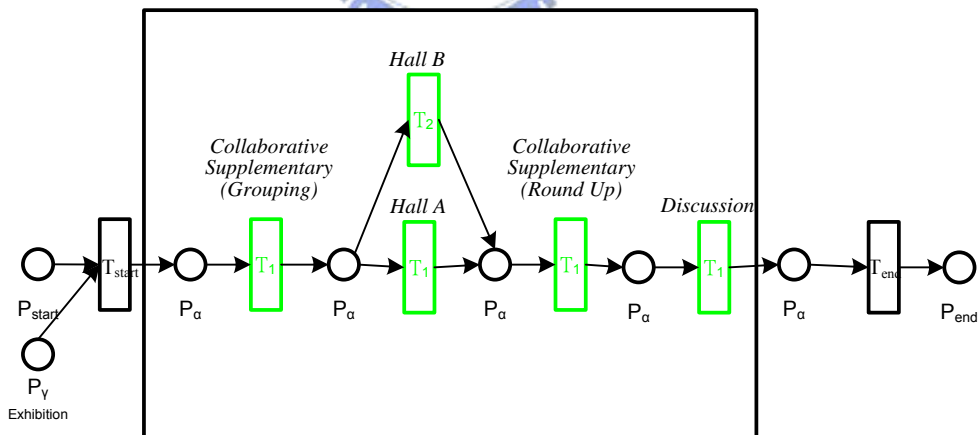 Hall B
T2
Collaborative
Supplementary
(Grouping)
Collaborative
Supplementary
(Round Up)
Hall A
Discussion
Tstart
T1
T1
T1
T1
Tend
Pstart
Pα
Pα
Pα
Pα
Pα
Pend
Pγ
Exhibition